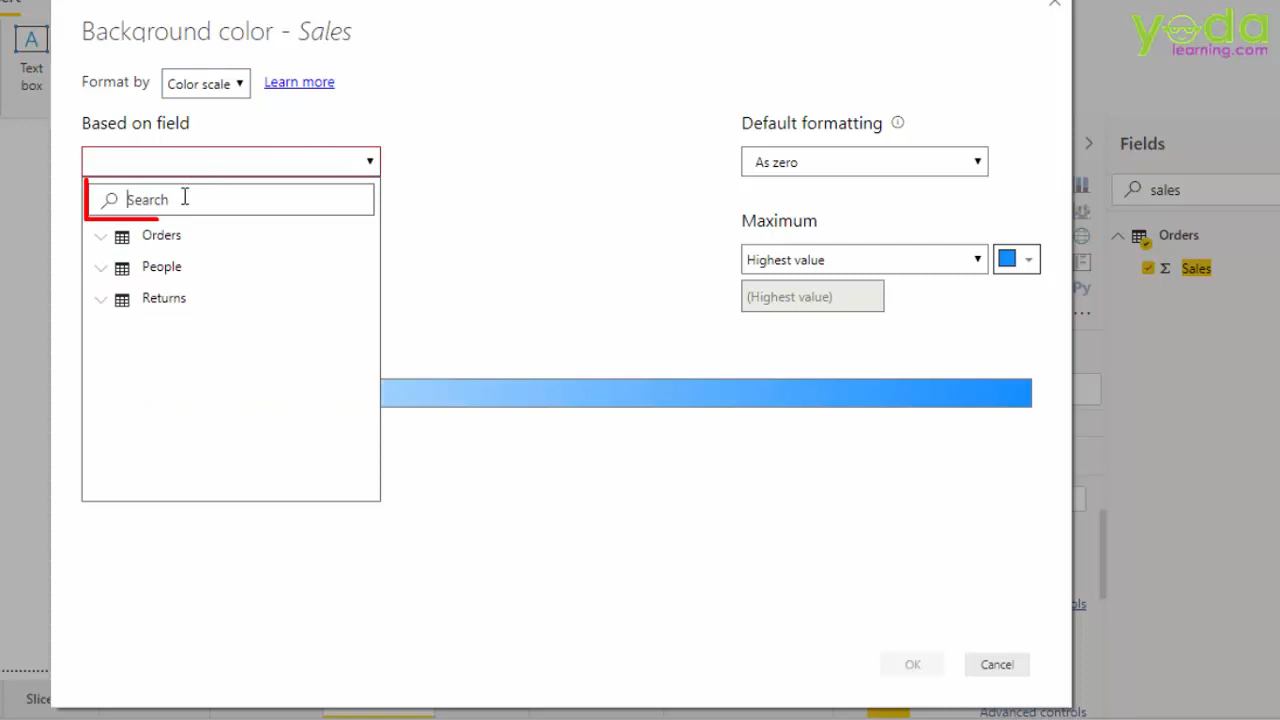 Background color - Sales
yoda
learning.com
Text
box
Format by
Color scale
Learn more
Based on field
Default formatting
Fields
As zero
Search
sales
Orders
Maximum
Orders
People
Highest value
Sales
Py
Returns
(Highest value)
OK
Cancel
Slice
Advanced controls